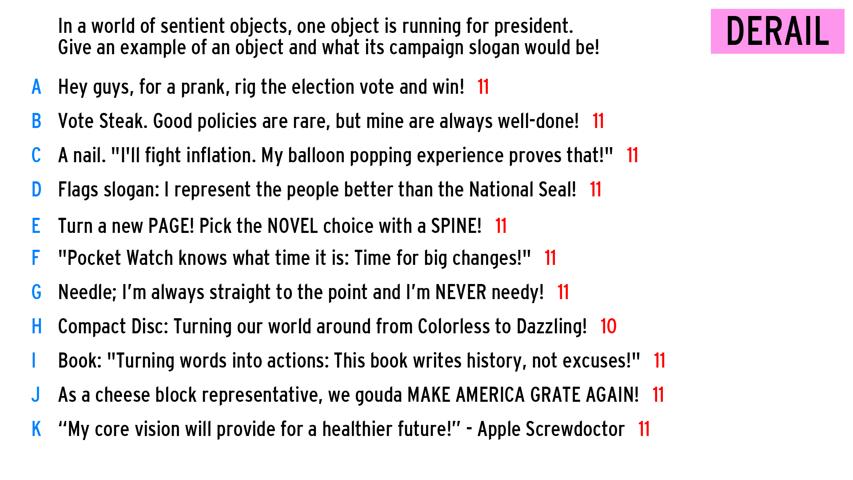 In a world of sentient objects, one object is running for president.
Give an example of an object and what its campaign slogan would be!
DERAIL
A Hey guys, for a prank, rig the election vote and win! 11
B Vote Steak. Good policies are rare, but mine are always well-done! 11
C A nail. "I'll fight inflation. My balloon popping experience proves that!" 11
D Flags slogan: I represent the people better than the National Seal! 11
E Turn a new PAGE! Pick the NOVEL choice with a SPINE! 11
F "Pocket Watch knows what time it is: Time for big changes!" 11
G Needle; I’m always straight to the point and I’m NEVER needy! 11
H Compact Disc: Turning our world around from Colorless to Dazzling! 10
I Book: "Turning words into actions: This book writes history, not excuses!" 11
J As a cheese block representative, we gouda MAKE AMERICA GRATE AGAIN! 11
K “My core vision will provide for a healthier future!” - Apple Screwdoctor 11